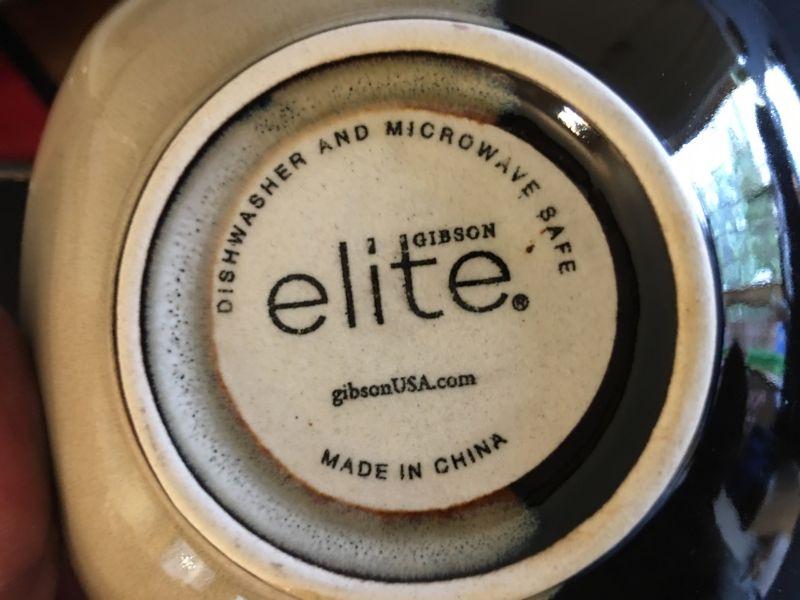 DISHWASHER AND MICROWAVE SAFE
GIBSON
elite®
gibsonUSA.com
MADE IN CHINA